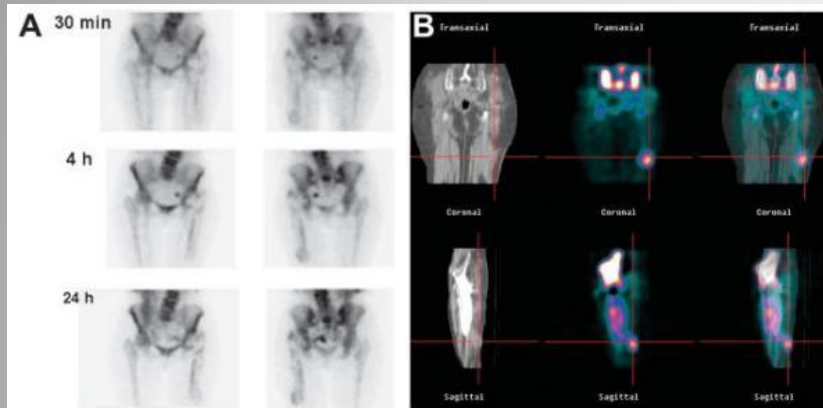 A
30 min
4 h
24 h
B
Transaxial
Transaxial
Transaxial
Coronal
Coronal
Coronal
Sagittal
Sagittal
Sagittal